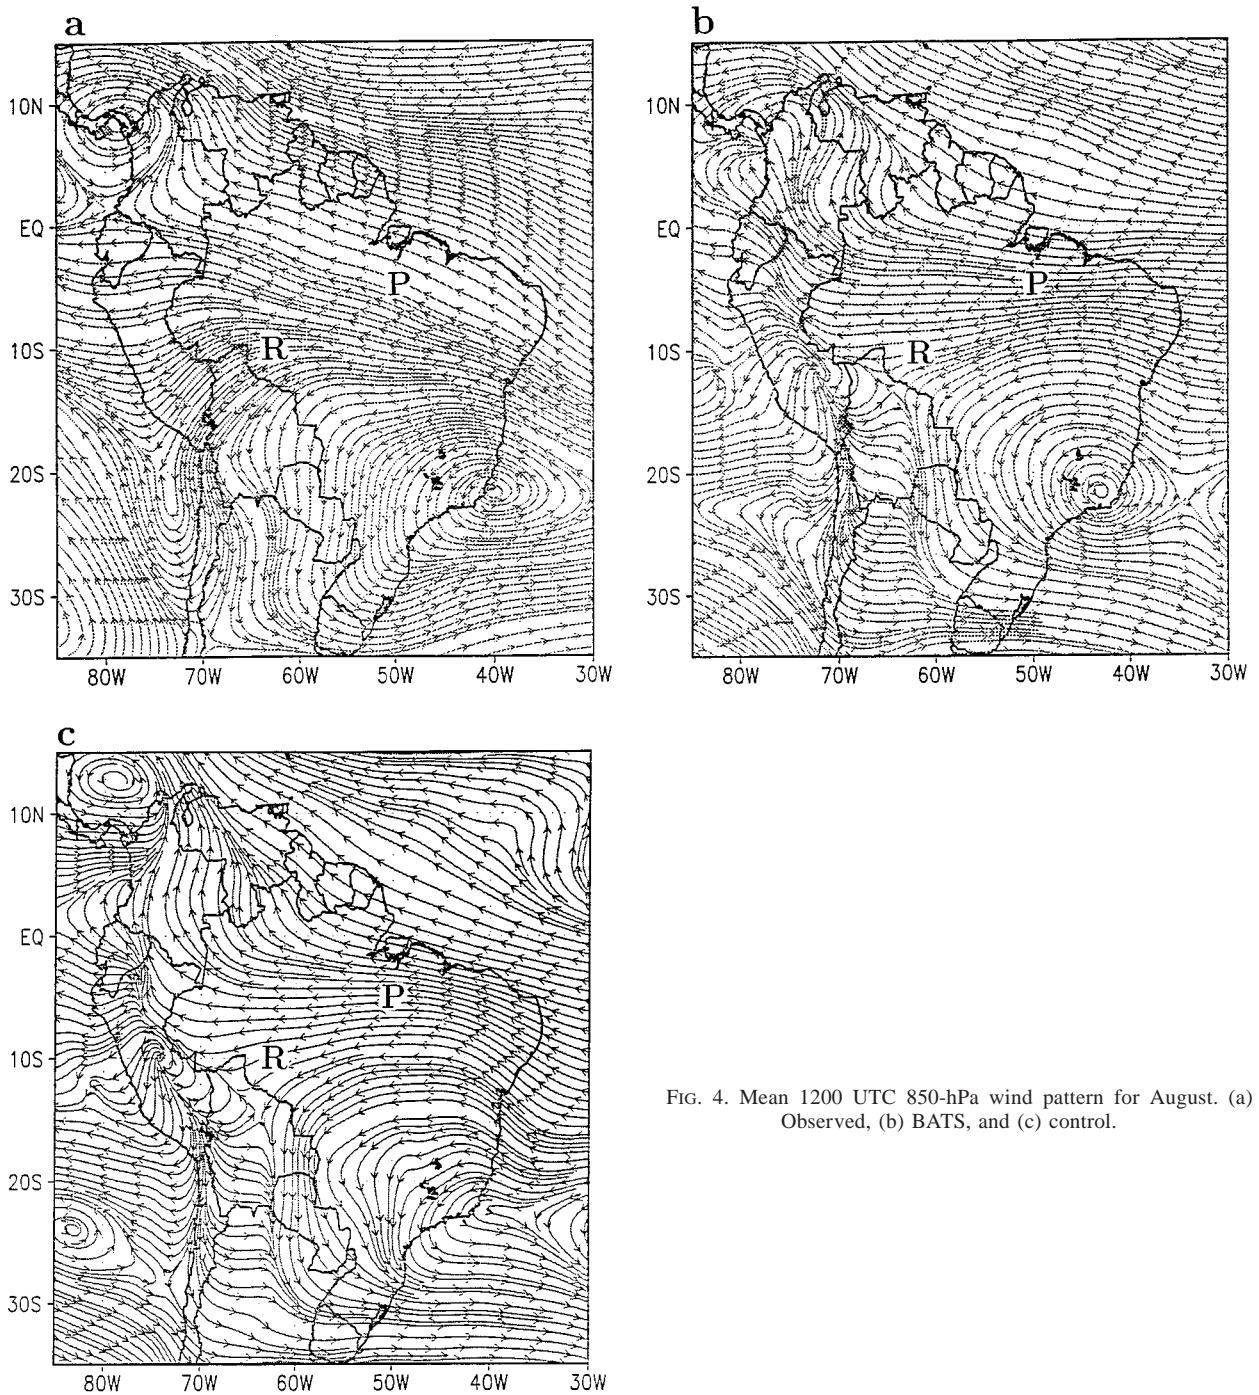 a
10N
EQ
10S
20S
30S
P
R
80W 70W 60W 50W 40W 30W
b
10N
EQ
10S
20S
30S
P
R
80W 70W 60W 50W 40W 30W
c
10N
EQ
10S
20S
30S
P
R
80W 70W 60W 50W 40W 30W
FIG. 4. Mean 1200 UTC 850-hPa wind pattern for August. (a)
Observed, (b) BATS, and (c) control.